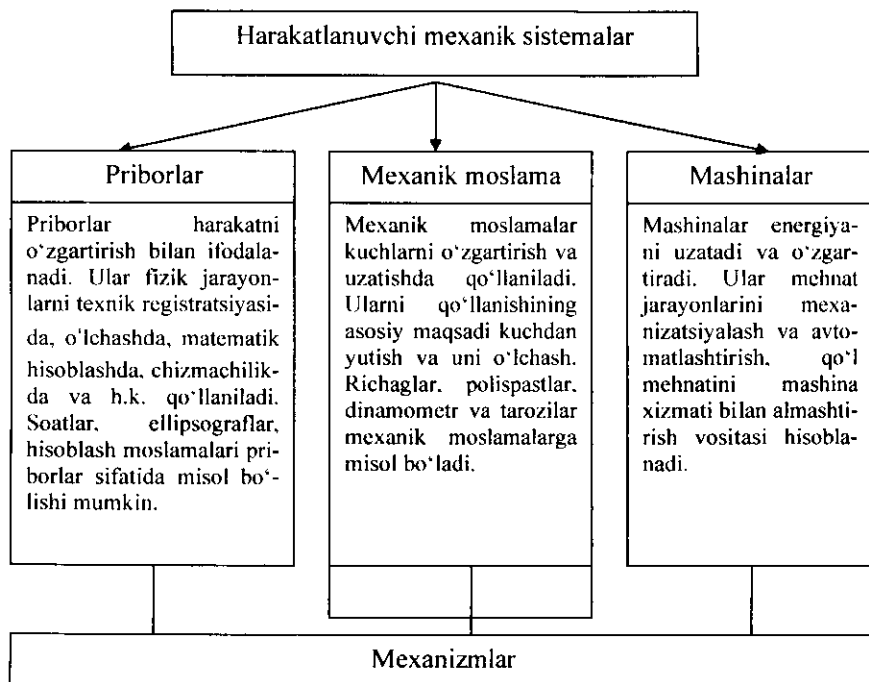 Harakatlanuvchi mexanik sistemalar
Priborlar
Priborlar harakatni
o‘zgartirish bilan ifodala-
nadi. Ular fizik jarayon-
larni texnik registratsiyasi-
da, o‘lchashda, matematik
hisoblashda, chizmachilik-
da va h.k. qo‘llaniladi.
Soatlar, ellipsograflar,
hisoblash moslamalari pri-
borlar sifatida misol bo‘-
lishi mumkin.
Mexanik moslama
Mexanik moslamalar
kuchlarni o‘zgartirish va
uzatishda qo‘llaniladi.
Ularni qo‘llanishining
asosiy maqsadi kuchdan
yutish va uni o‘lchash.
Richaglar, polispastlar,
dinamometr va tarozilar
mexanik moslamalarga
misol bo‘ladi.
Mashinalar
Mashinalar energiya-
ni uzatadi va o‘zgar-
tiradi. Ular mehnat
jarayonlarini mexa-
nizatsiyalash va avto-
matlashtirish, qo‘l
mehnatini mashina
xizmati bilan almashti-
rish vositasi hisobla-
nadi.
Mexanizmlar